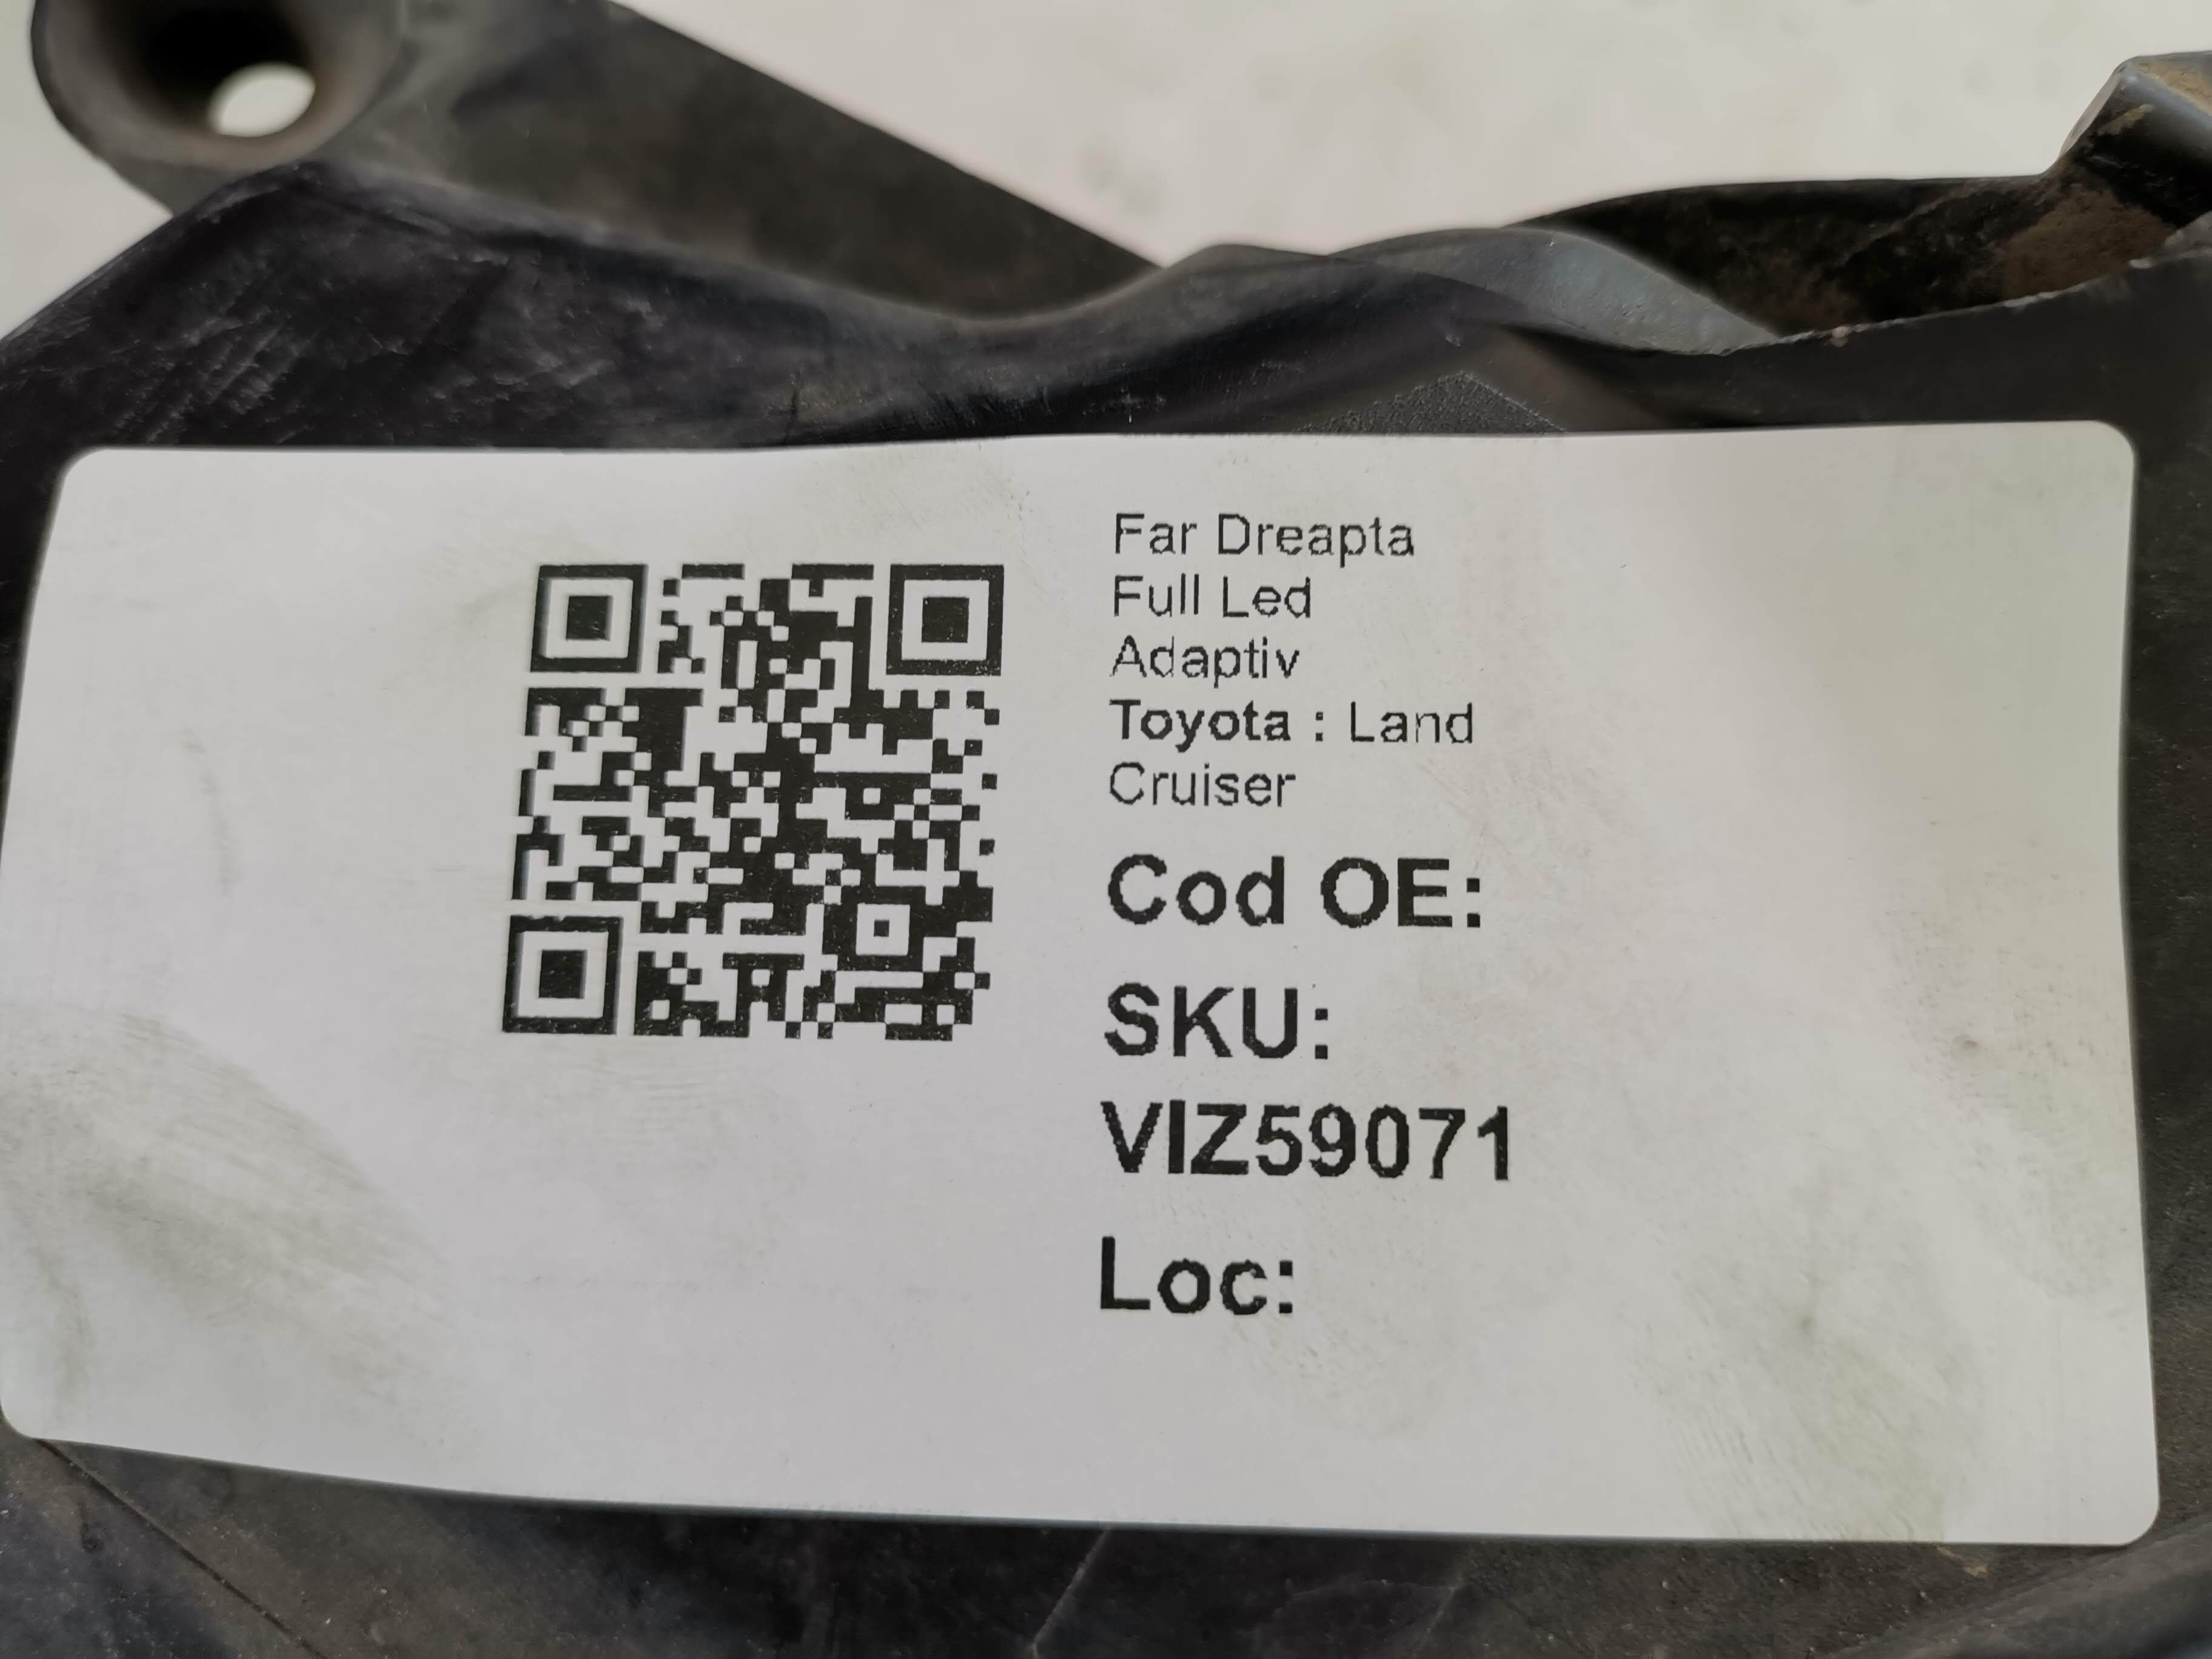 Far Dreapta
Full Led
Adaptiv
Toyota : Land
Cruiser
Cod OE:
SKU:
VIZ59071
Loc: